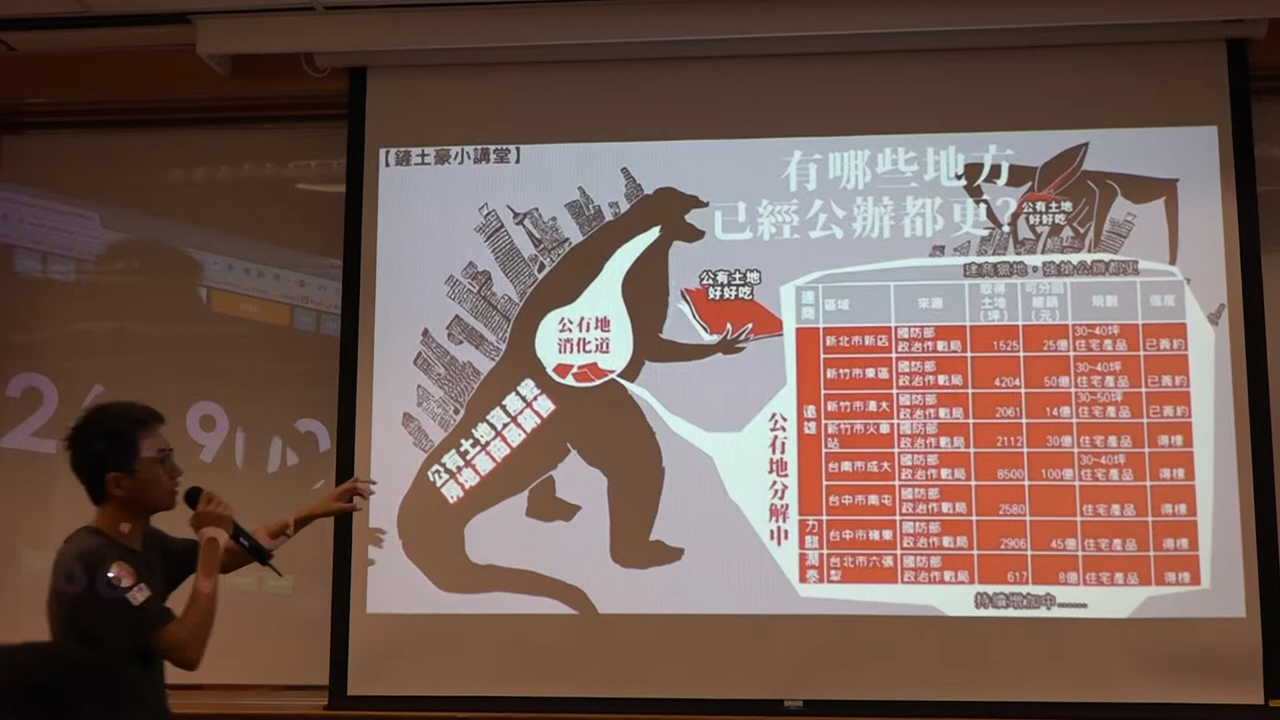 【鏟土豪小講堂】
有哪些地方
已經公辦都更?
公有土地
好好吃
公有土地
好好吃
公有地
消化道
公有地分解中
建商獵地,強搶公辦都更
建商 區域 來源 取得土地(坪) 可分回總銷(元) 規劃 進度
遠雄 新北市新店 國防部政治作戰局 1525 25億 30~40坪住宅產品 已簽約
新竹市東區 國防部政治作戰局 4204 50億 30~40坪住宅產品 已簽約
新竹市清大 國防部政治作戰局 2061 14億 30~50坪住宅產品 已簽約
新竹市火車站 國防部政治作戰局 2112 30億 住宅產品 得標
台南市成大 國防部政治作戰局 8500 100億 30~40坪住宅產品 得標
台中市南屯 國防部政治作戰局 2580 住宅產品 得標
力麒 台中市嶺東 國防部政治作戰局 2906 45億 住宅產品 得標
潤泰 台北市六張犁 國防部政治作戰局 617 8億 住宅產品 得標
持續增加中......